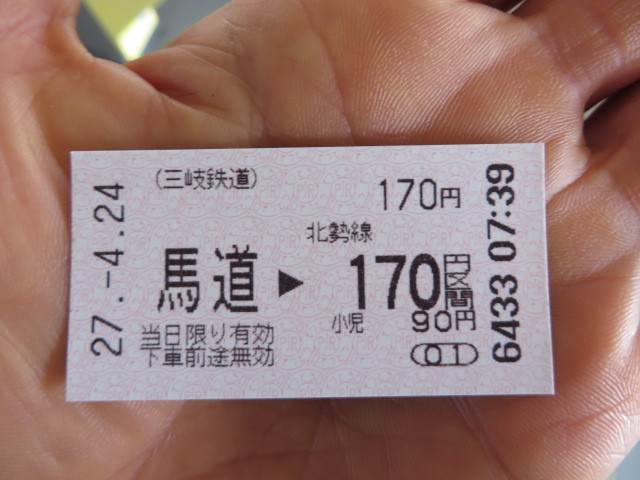 (三岐鉄道)
170円
北勢線
馬道▶170円区間
小児 90円
当日限り有効
下車前途無効
01
27.-4.24
6433 07:39